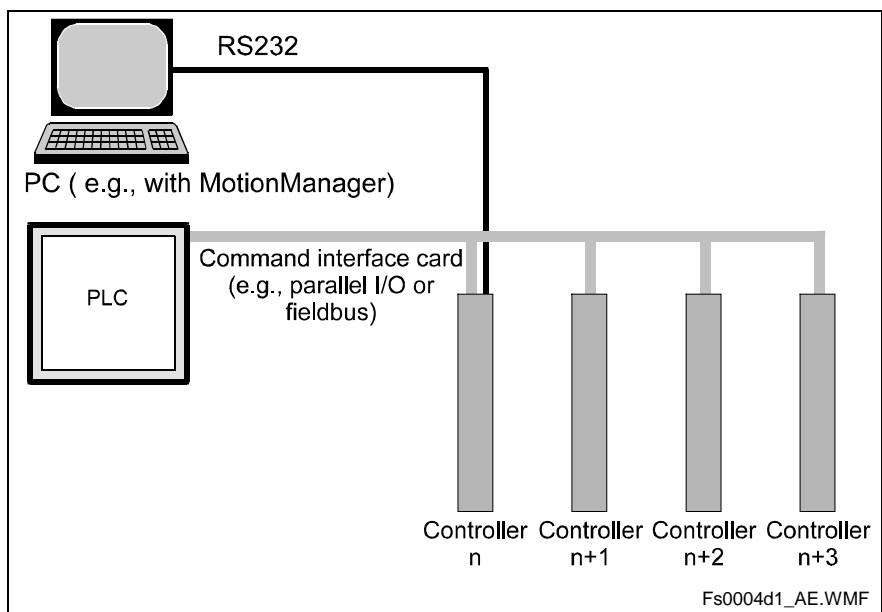 RS232
PC ( e.g., with MotionManager)
PLC
Command interface card
(e.g., parallel I/O or
fieldbus)
Controller
n
Controller
n+1
Controller
n+2
Controller
n+3
Fs0004d1_AE.WMF